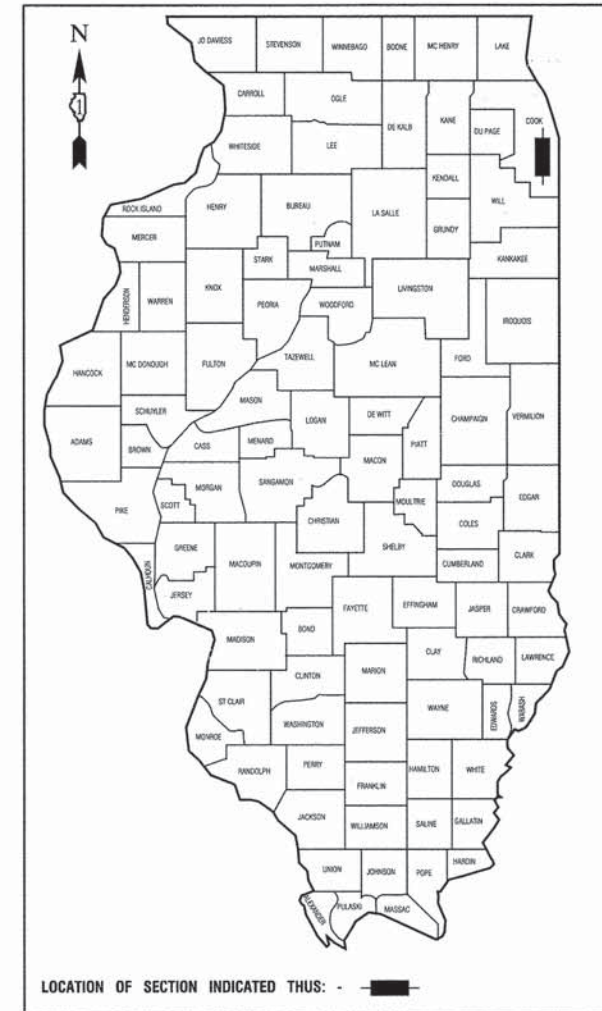 N
1
JO DAVIESS
STEVENSON
WINNEBAGO
BOONE
MC HENRY
LAKE
CARROLL
OGLE
DE KALB
KANE
COOK
DU PAGE
WHITESIDE
LEE
KENDALL
WILL
ROCK ISLAND
HENRY
BUREAU
LA SALLE
GRUNDY
MERCER
PUTNAM
STARK
MARSHALL
KANKAKEE
HENDERSON
WARREN
KNOX
PEORIA
WOODFORD
LIVINGSTON
IROQUOIS
HANCOCK
MC DONOUGH
FULTON
TAZEWELL
MC LEAN
FORD
SCHUYLER
MASON
LOGAN
DE WITT
CHAMPAIGN
VERMILION
ADAMS
BROWN
CASS
MENARD
PIATT
MACON
PIKE
SCOTT
MORGAN
SANGAMON
CHRISTIAN
MOULTRIE
DOUGLAS
EDGAR
COLES
CALHOUN
GREENE
MACOUPIN
MONTGOMERY
SHELBY
CUMBERLAND
CLARK
JERSEY
FAYETTE
EFFINGHAM
JASPER
CRAWFORD
MADISON
BOND
CLAY
RICHLAND
LAWRENCE
CLINTON
MARION
ST CLAIR
WAYNE
EDWARDS
WABASH
WASHINGTON
JEFFERSON
MONROE
RANDOLPH
PERRY
HAMILTON
WHITE
FRANKLIN
JACKSON
WILLIAMSON
SALINE
GALLATIN
UNION
JOHNSON
POPE
HARDIN
ALEXANDER
PULASKI
MASSAC
LOCATION OF SECTION INDICATED THUS: -